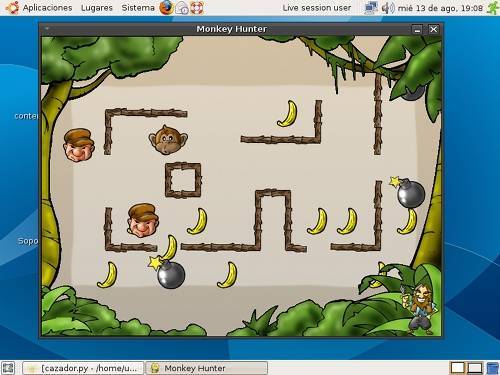 Aplicaciones Lugares Sistema Live session user mié 13 de ago, 19:08
Monkey Hunter
conte
Sopo
[cazador.py - /home/u... Monkey Hunter